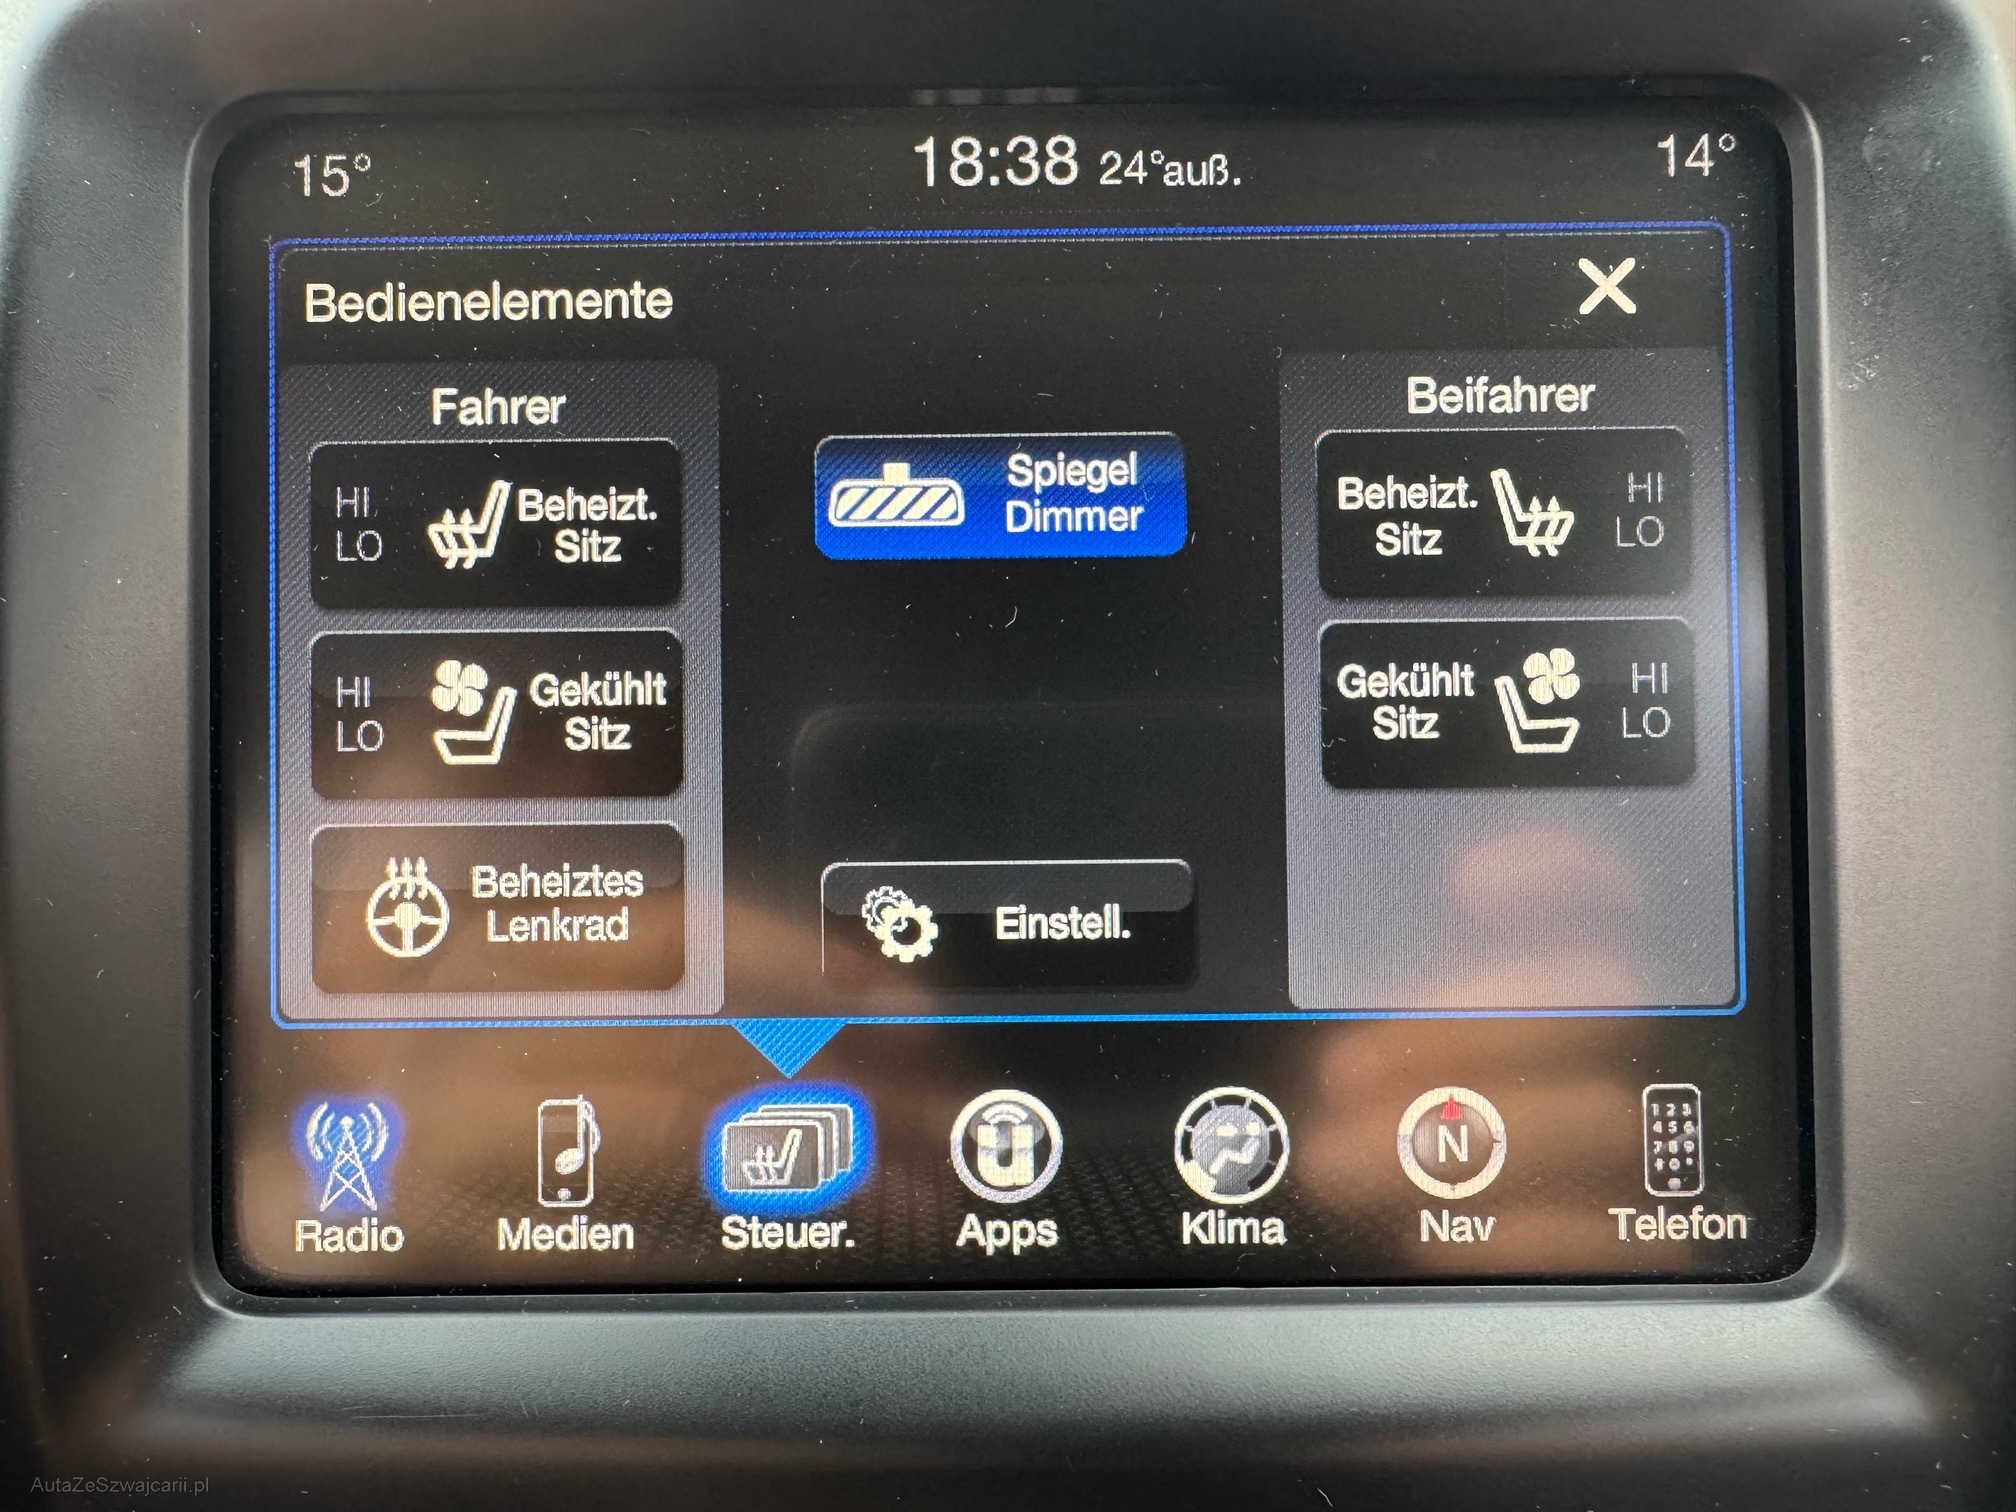 15°
18:38 24°auß.
14°
Bedienelemente
Fahrer
HI
LO
Beheizt.
Sitz
HI
LO
Gekühlt
Sitz
Beheiztes
Lenkrad
Spiegel
Dimmer
Einstell.
Beifahrer
Beheizt.
Sitz
HI
LO
Gekühlt
Sitz
HI
LO
N
Radio
Medien
Steuer.
Apps
Klima
Nav
Telefon
AutaZeSzwajcarii.pl